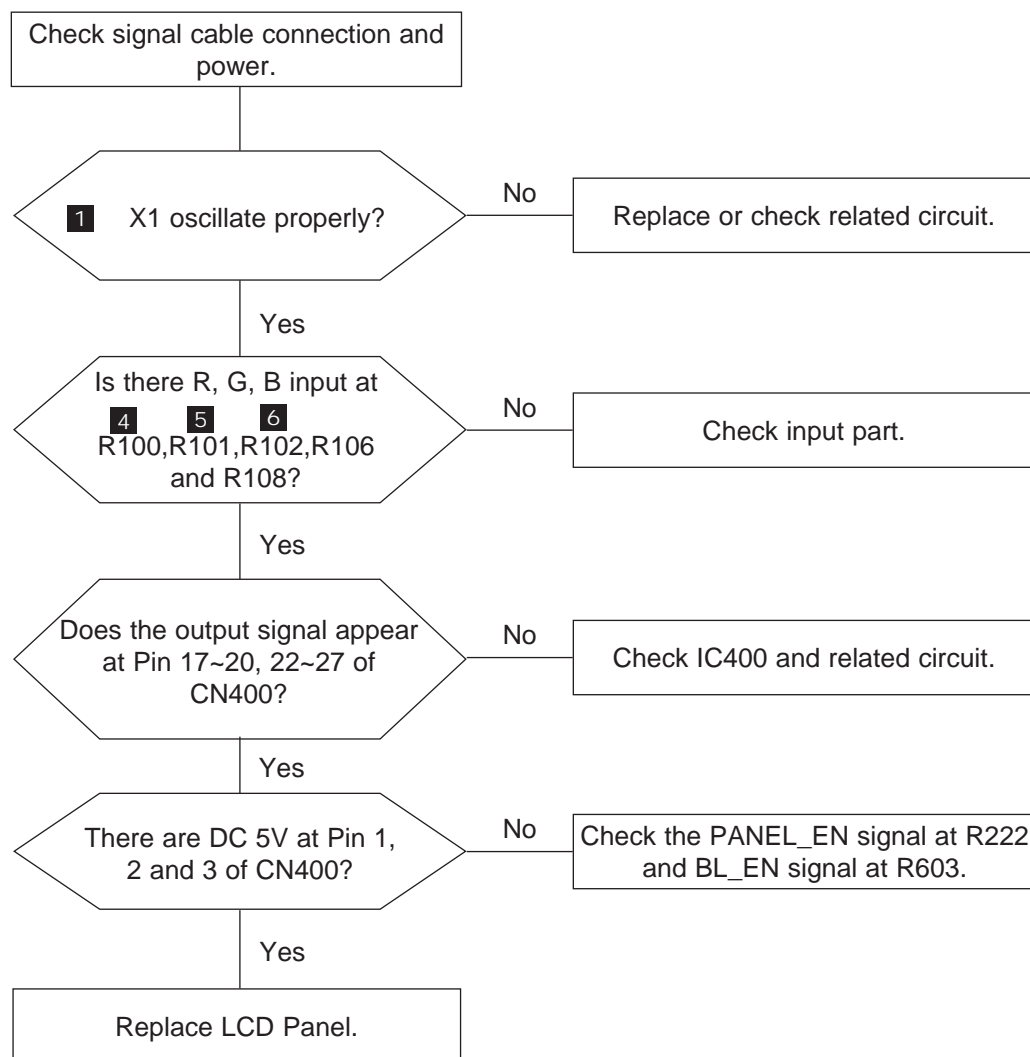 Check signal cable connection and
power.
1 X1 oscillate properly?
No
Replace or check related circuit.
Yes
Is there R, G, B input at
4 5 6
R100,R101,R102,R106
and R108?
No
Check input part.
Yes
Does the output signal appear
at Pin 17~20, 22~27 of
CN400?
No
Check IC400 and related circuit.
Yes
There are DC 5V at Pin 1,
2 and 3 of CN400?
No
Check the PANEL_EN signal at R222
and BL_EN signal at R603.
Yes
Replace LCD Panel.